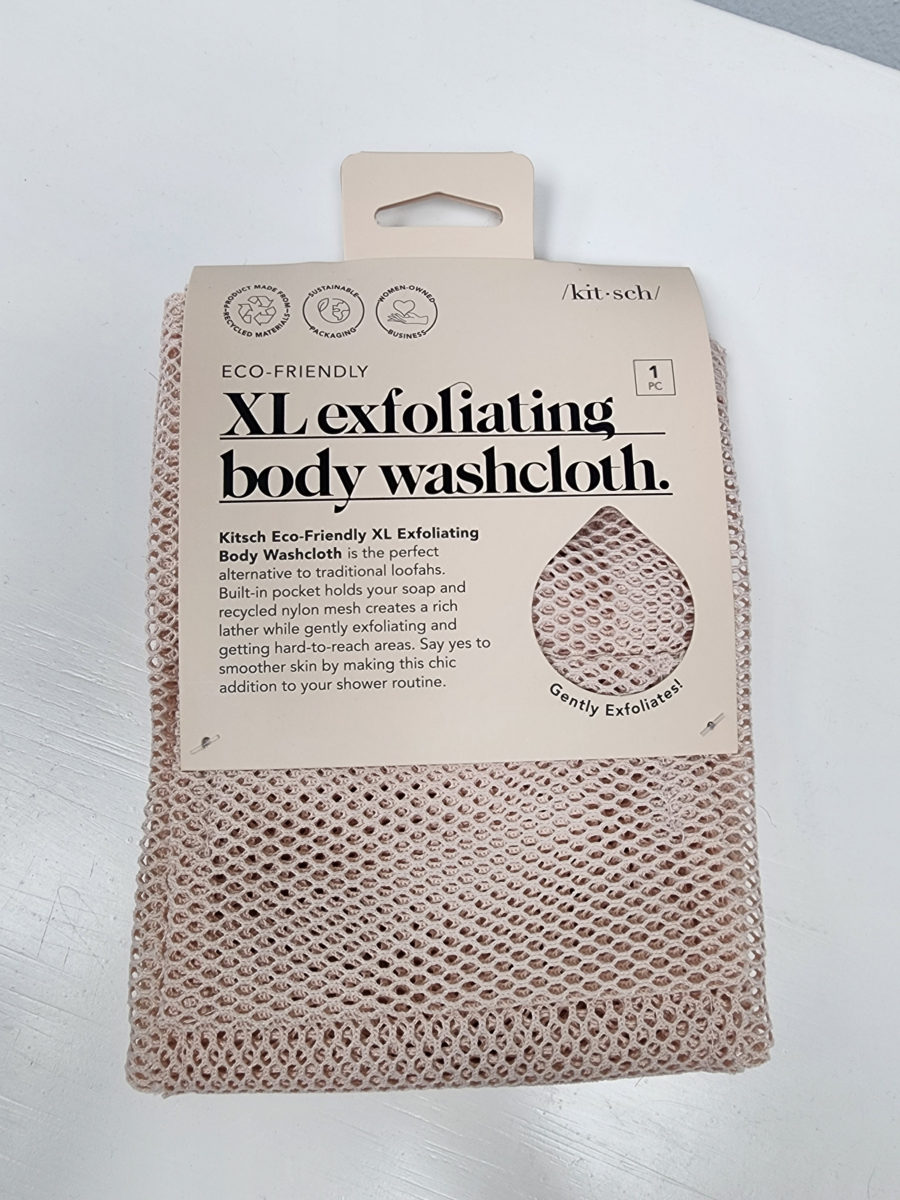 PRODUCT MADE FROM
RECYCLED MATERIALS
SUSTAINABLE
PACKAGING
WOMEN-OWNED
BUSINESS
/kit·sch/
ECO-FRIENDLY
1
PC
XL exfoliating
body washcloth.
Kitsch Eco-Friendly XL Exfoliating
Body Washcloth is the perfect
alternative to traditional loofahs.
Built-in pocket holds your soap and
recycled nylon mesh creates a rich
lather while gently exfoliating and
getting hard-to-reach areas. Say yes to
smoother skin by making this chic
addition to your shower routine.
Gently Exfoliates!